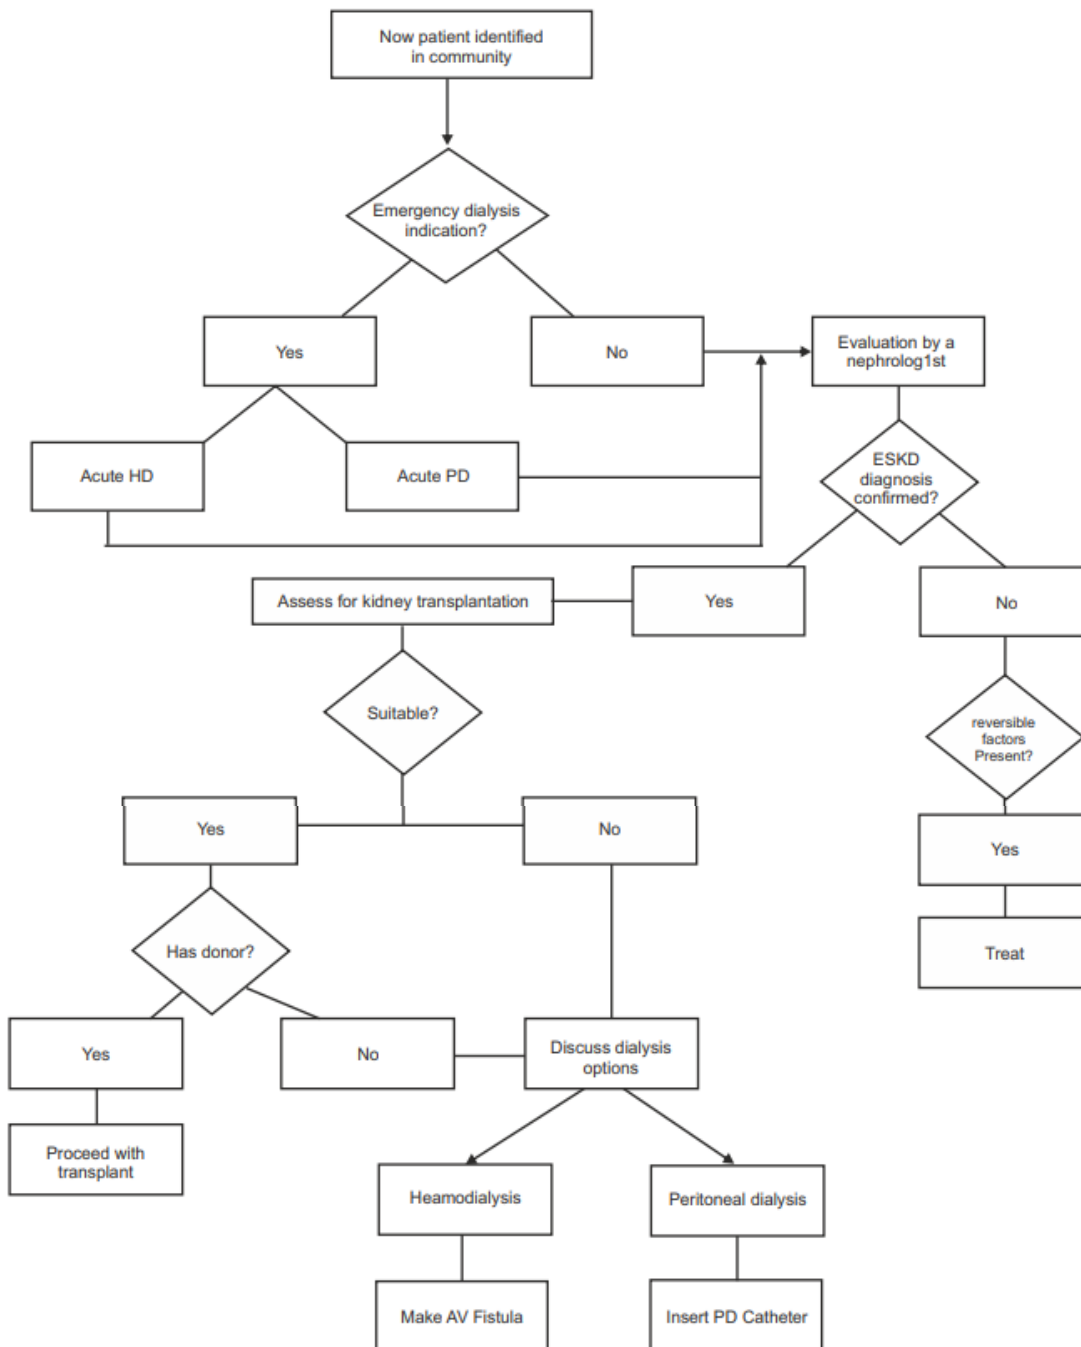 Now patient identified
in community
Emergency dialysis
indication?
Yes
No
Evaluation by a
nephrolog1st
Acute HD
Acute PD
ESKD
diagnosis
confirmed?
Assess for kidney transplantation
Yes
No
Suitable?
reversible
factors
Present?
Yes
No
Yes
Has donor?
Treat
Yes
No
Discuss dialysis
options
Proceed with
transplant
Heamodialysis
Peritoneal dialysis
Make AV Fistula
Insert PD Catheter